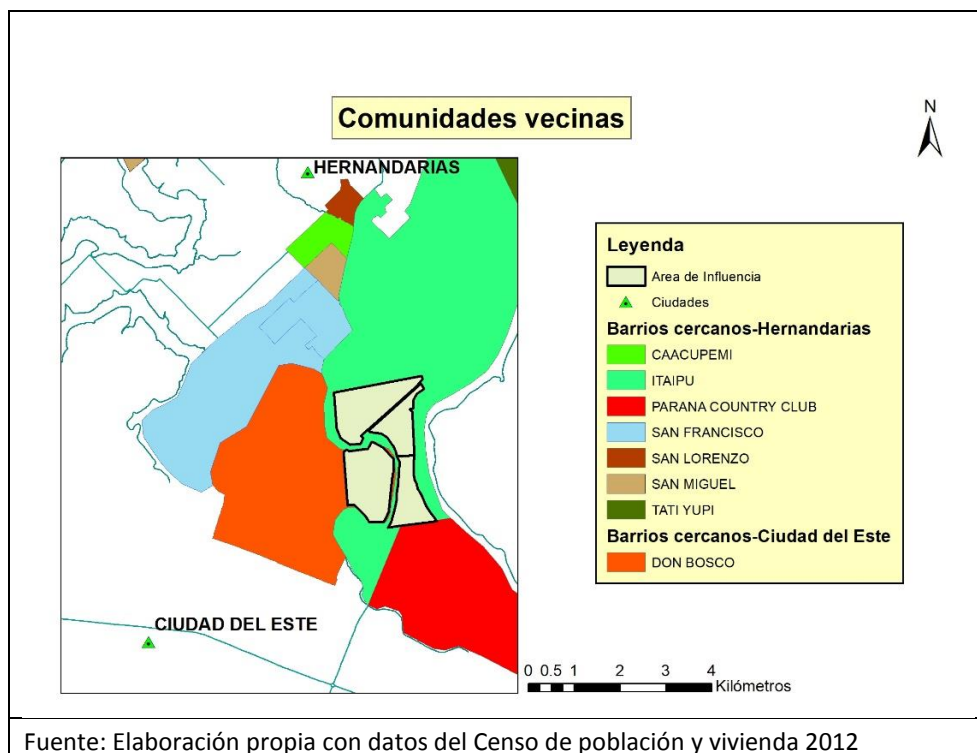 Comunidades vecinas
N
HERNANDARIAS
CIUDAD DEL ESTE
Leyenda
Area de Influencia
Ciudades
Barrios cercanos-Hernandarias
CAACUPEMI
ITAIPU
PARANA COUNTRY CLUB
SAN FRANCISCO
SAN LORENZO
SAN MIGUEL
TATI YUPI
Barrios cercanos-Ciudad del Este
DON BOSCO
0 0.5 1 2 3 4
Kilómetros
Fuente: Elaboración propia con datos del Censo de población y vivienda 2012